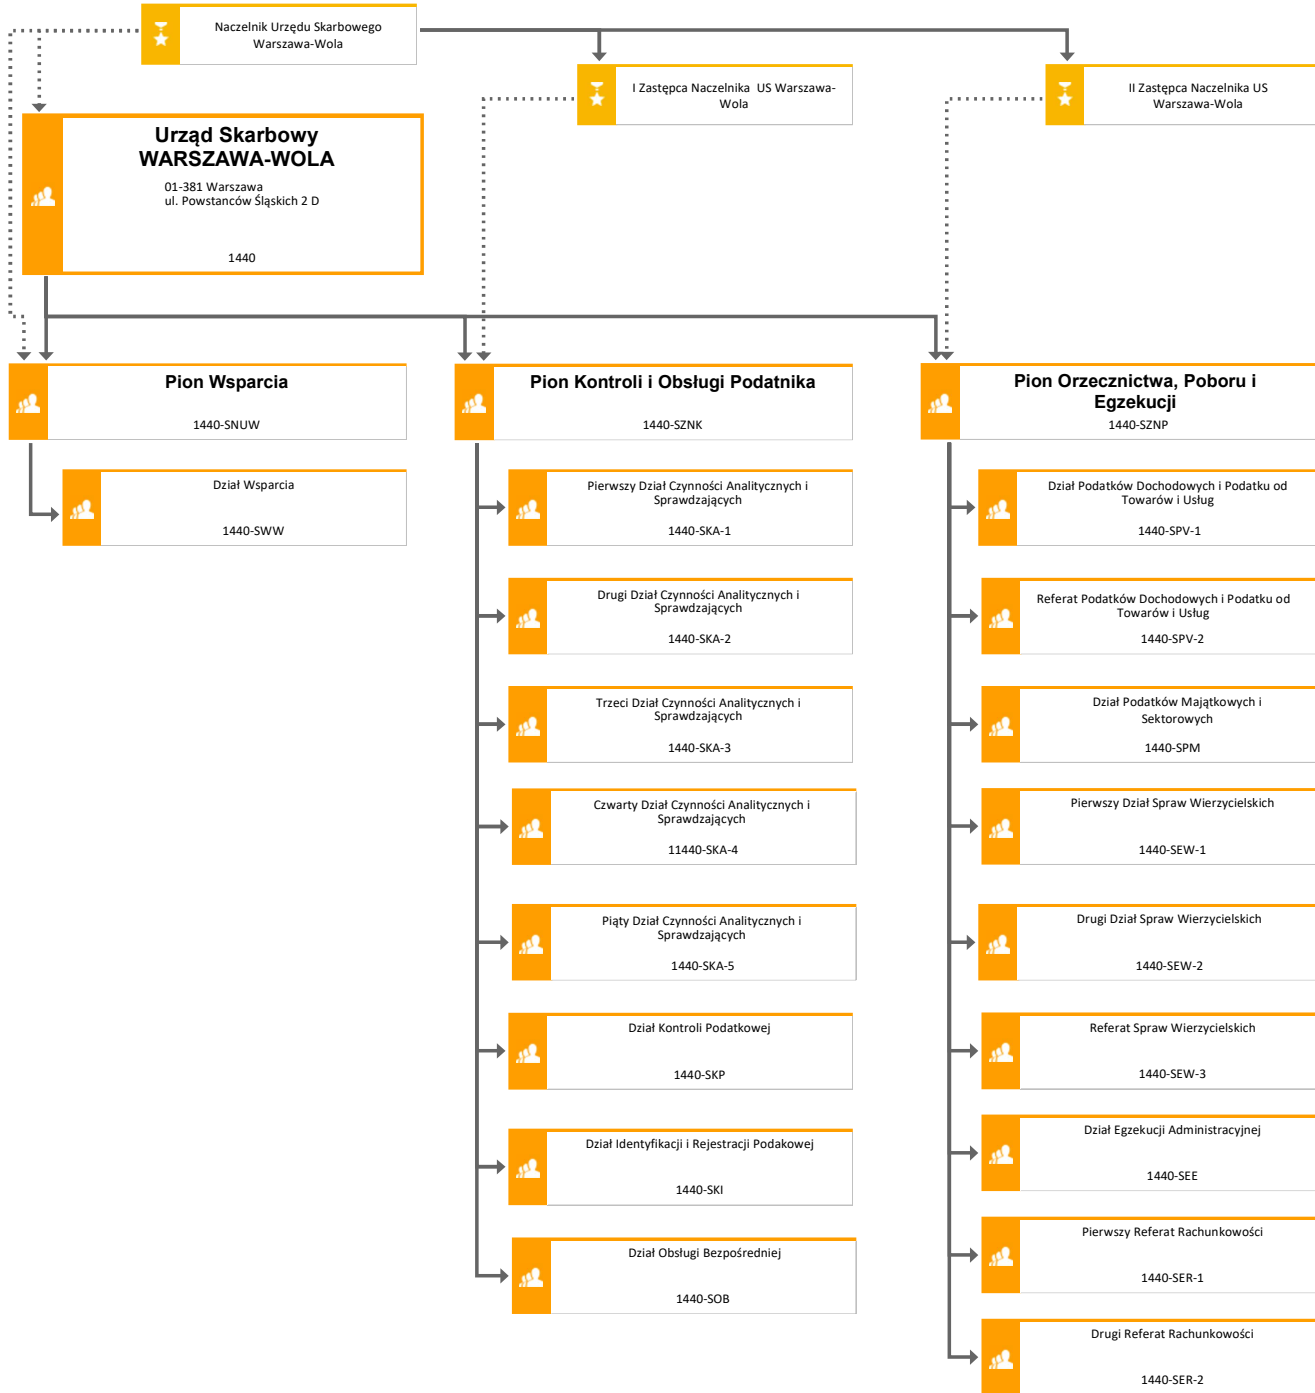 Naczelnik Urzędu Skarbowego
Warszawa-Wola
I Zastępca Naczelnika  US Warszawa-
Wola
II Zastępca Naczelnika US
Warszawa-Wola
Urząd Skarbowy
WARSZAWA-WOLA
01-381 Warszawa
ul. Powstanców Śląskich 2 D
1440
Pion Wsparcia
1440-SNUW
Dział Wsparcia
1440-SWW
Pion Kontroli i Obsługi Podatnika
1440-SZNK
Pierwszy Dział Czynności Analitycznych i
Sprawdzających
1440-SKA-1
Drugi Dział Czynności Analitycznych i
Sprawdzających
1440-SKA-2
Trzeci Dział Czynności Analitycznych i
Sprawdzających
1440-SKA-3
Czwarty Dział Czynności Analitycznych i
Sprawdzających
11440-SKA-4
Piąty Dział Czynności Analitycznych i
Sprawdzających
1440-SKA-5
Dział Kontroli Podatkowej
1440-SKP
Dział Identyfikacji i Rejestracji Podakowej
1440-SKI
Dział Obsługi Bezpośredniej
1440-SOB
Pion Orzecznictwa, Poboru i
Egzekucji
1440-SZNP
Dział Podatków Dochodowych i Podatku od
Towarów i Usług
1440-SPV-1
Referat Podatków Dochodowych i Podatku od
Towarów i Usług
1440-SPV-2
Dział Podatków Majątkowych i
Sektorowych
1440-SPM
Pierwszy Dział Spraw Wierzycielskich
1440-SEW-1
Drugi Dział Spraw Wierzycielskich
1440-SEW-2
Referat Spraw Wierzycielskich
1440-SEW-3
Dział Egzekucji Administracyjnej
1440-SEE
Pierwszy Referat Rachunkowości
1440-SER-1
Drugi Referat Rachunkowości
1440-SER-2